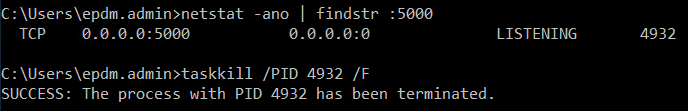 C:\Users\epdm.admin>netstat -ano | findstr :5000
  TCP    0.0.0.0:5000           0.0.0.0:0              LISTENING       4932
C:\Users\epdm.admin>taskkill /PID 4932 /F
SUCCESS: The process with PID 4932 has been terminated.